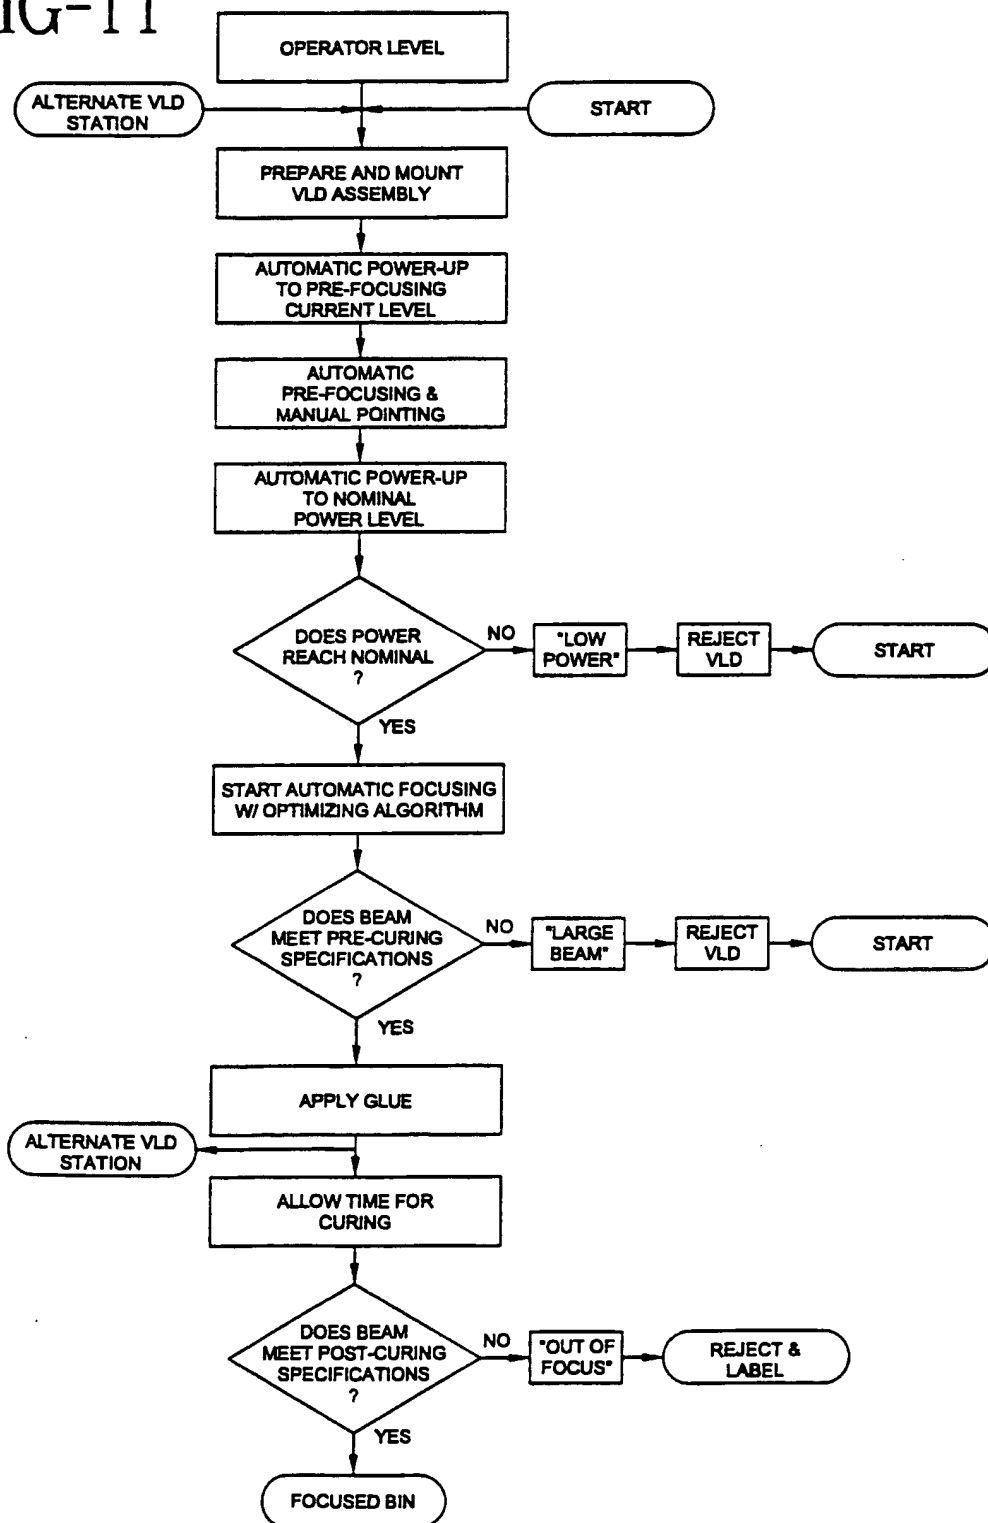 IG-11
OPERATOR LEVEL
ALTERNATE VLD
STATION
START
PREPARE AND MOUNT
VLD ASSEMBLY
AUTOMATIC POWER-UP
TO PRE-FOCUSING
CURRENT LEVEL
AUTOMATIC
PRE-FOCUSING &
MANUAL POINTING
AUTOMATIC POWER-UP
TO NOMINAL
POWER LEVEL
DOES POWER
REACH NOMINAL
?
NO
"LOW
POWER"
REJECT
VLD
START
YES
START AUTOMATIC FOCUSING
W/ OPTIMIZING ALGORITHM
DOES BEAM
MEET PRE-CURING
SPECIFICATIONS
?
NO
"LARGE
BEAM"
REJECT
VLD
START
YES
APPLY GLUE
ALTERNATE VLD
STATION
ALLOW TIME FOR
CURING
DOES BEAM
MEET POST-CURING
SPECIFICATIONS
?
NO
"OUT OF
FOCUS"
REJECT &
LABEL
YES
FOCUSED BIN